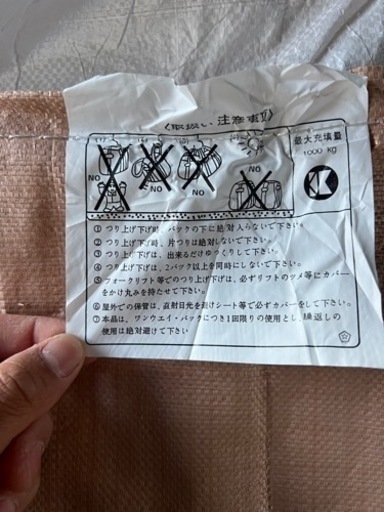 〈取扱い注意事項〉
(1)
(3)
最大充填量
1000 KG
NO
NO
NO
NO
NO
K
① つり上げ下げ時、バックの下に絶対入らないで下さい。
② つり上げ下げ時、片つりは絶対しないで下さい。
③ つり上げ下げは、出来るだけゆっくりして下さい。
④ つり上げ下げは、2バック以上を同時にしないで下さい。
⑤ フォークリフト等でのつり上げは、必ずリフトのツメ等にカバー
をかけ丸みを持たせて下さい。
⑥ 屋外での保管は、直射日光を避けシート等で必ずカバーをして下さい。
⑦ 本品は、ワンウエイ・バックにつき1回限りの使用とし、繰返しの
使用は絶対避けて下さい